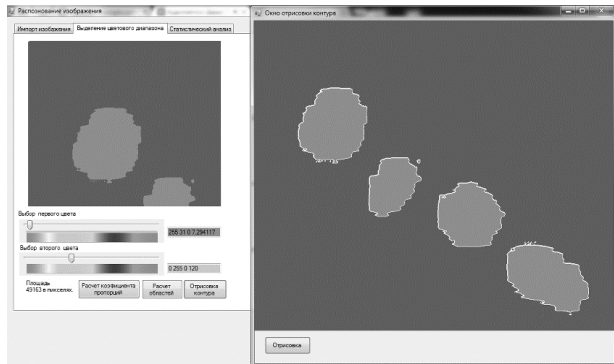 Распознование изображения
Импорт изображения Выделение цветового диапазона Статистический анализ
Выбор первого цвета
255 31 0 7,294117
Выбор второго цвета
0 255 0 120
Площадь
49163 в пикселях.
Расчет коэфициента пропорций
Расчет областей
Отрисовка контура
Окно отрисовки контура
Отрисовка